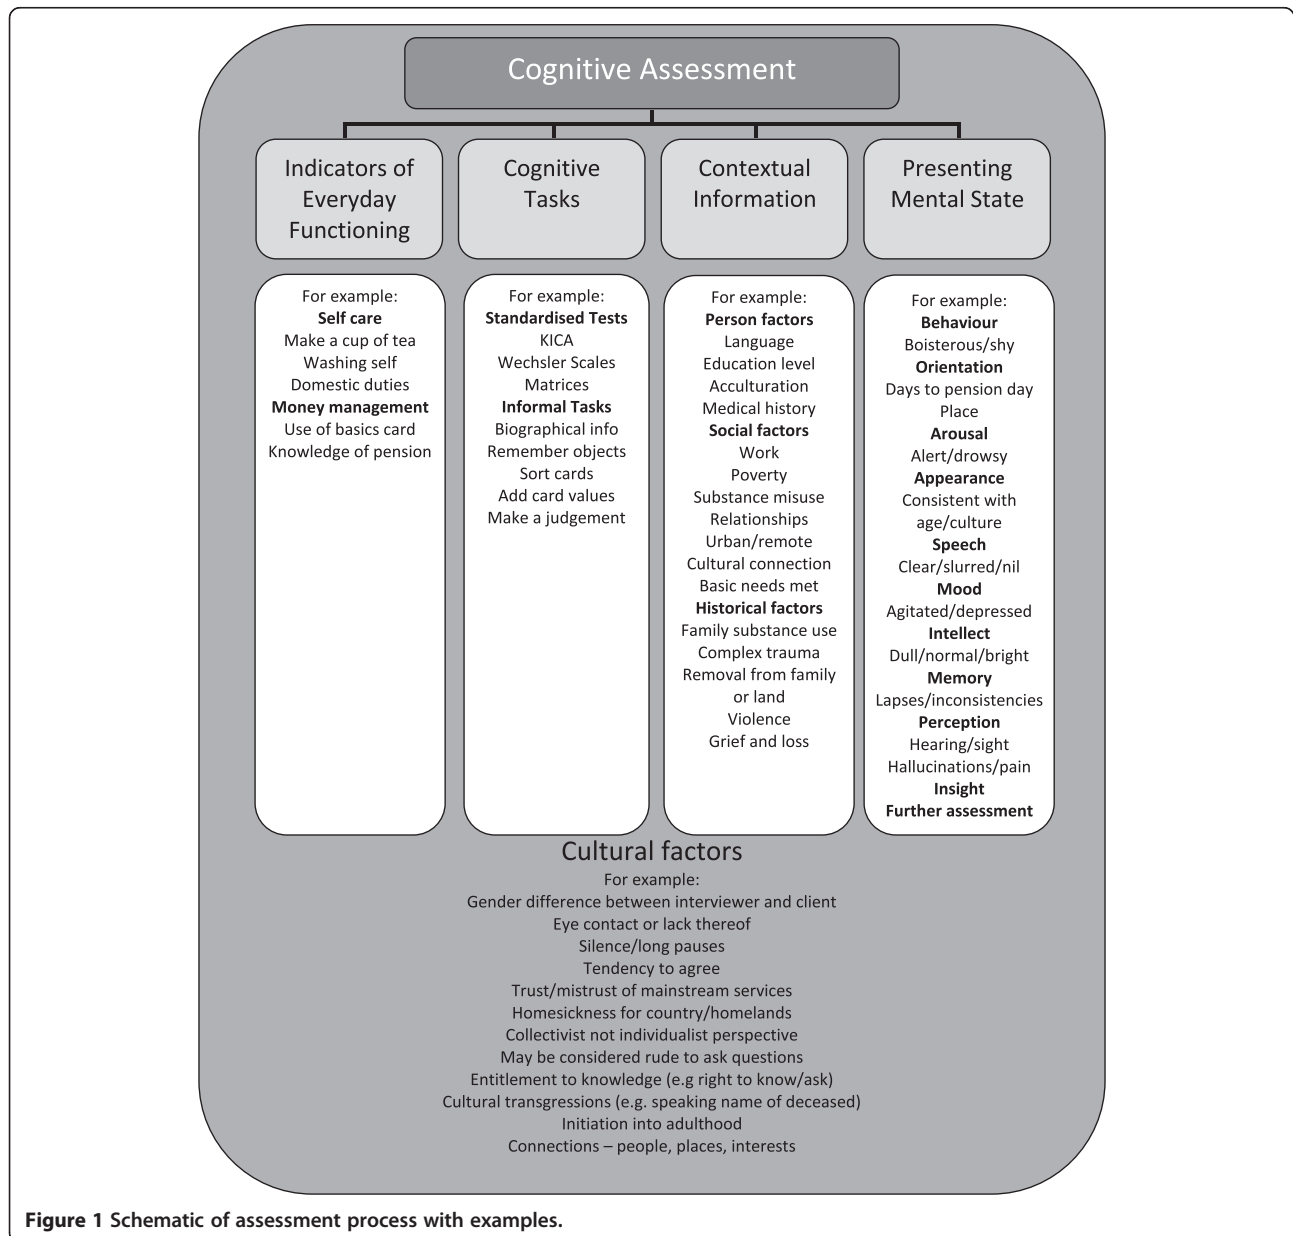 Cognitive Assessment
Indicators of
Everyday
Functioning
Cognitive
Tasks
Contextual
Information
Presenting
Mental State
For example:
Self care
Make a cup of tea
Washing self
Domestic duties
Money management
Use of basics card
Knowledge of pension
For example:
Standardised Tests
KICA
Wechsler Scales
Matrices
Informal Tasks
Biographical info
Remember objects
Sort cards
Add card values
Make a judgement
For example:
Person factors
Language
Education level
Acculturation
Medical history
Social factors
Work
Poverty
Substance misuse
Relationships
Urban/remote
Cultural connection
Basic needs met
Historical factors
Family substance use
Complex trauma
Removal from family
or land
Violence
Grief and loss
For example:
Behaviour
Boisterous/shy
Orientation
Days to pension day
Place
Arousal
Alert/drowsy
Appearance
Consistent with
age/culture
Speech
Clear/slurred/nil
Mood
Agitated/depressed
Intellect
Dull/normal/bright
Memory
Lapses/inconsistencies
Perception
Hearing/sight
Hallucinations/pain
Insight
Further assessment
Cultural factors
For example:
Gender difference between interviewer and client
Eye contact or lack thereof
Silence/long pauses
Tendency to agree
Trust/mistrust of mainstream services
Homesickness for country/homelands
Collectivist not individualist perspective
May be considered rude to ask questions
Entitlement to knowledge (e.g right to know/ask)
Cultural transgressions (e.g. speaking name of deceased)
Initiation into adulthood
Connections – people, places, interests
Figure 1 Schematic of assessment process with examples.